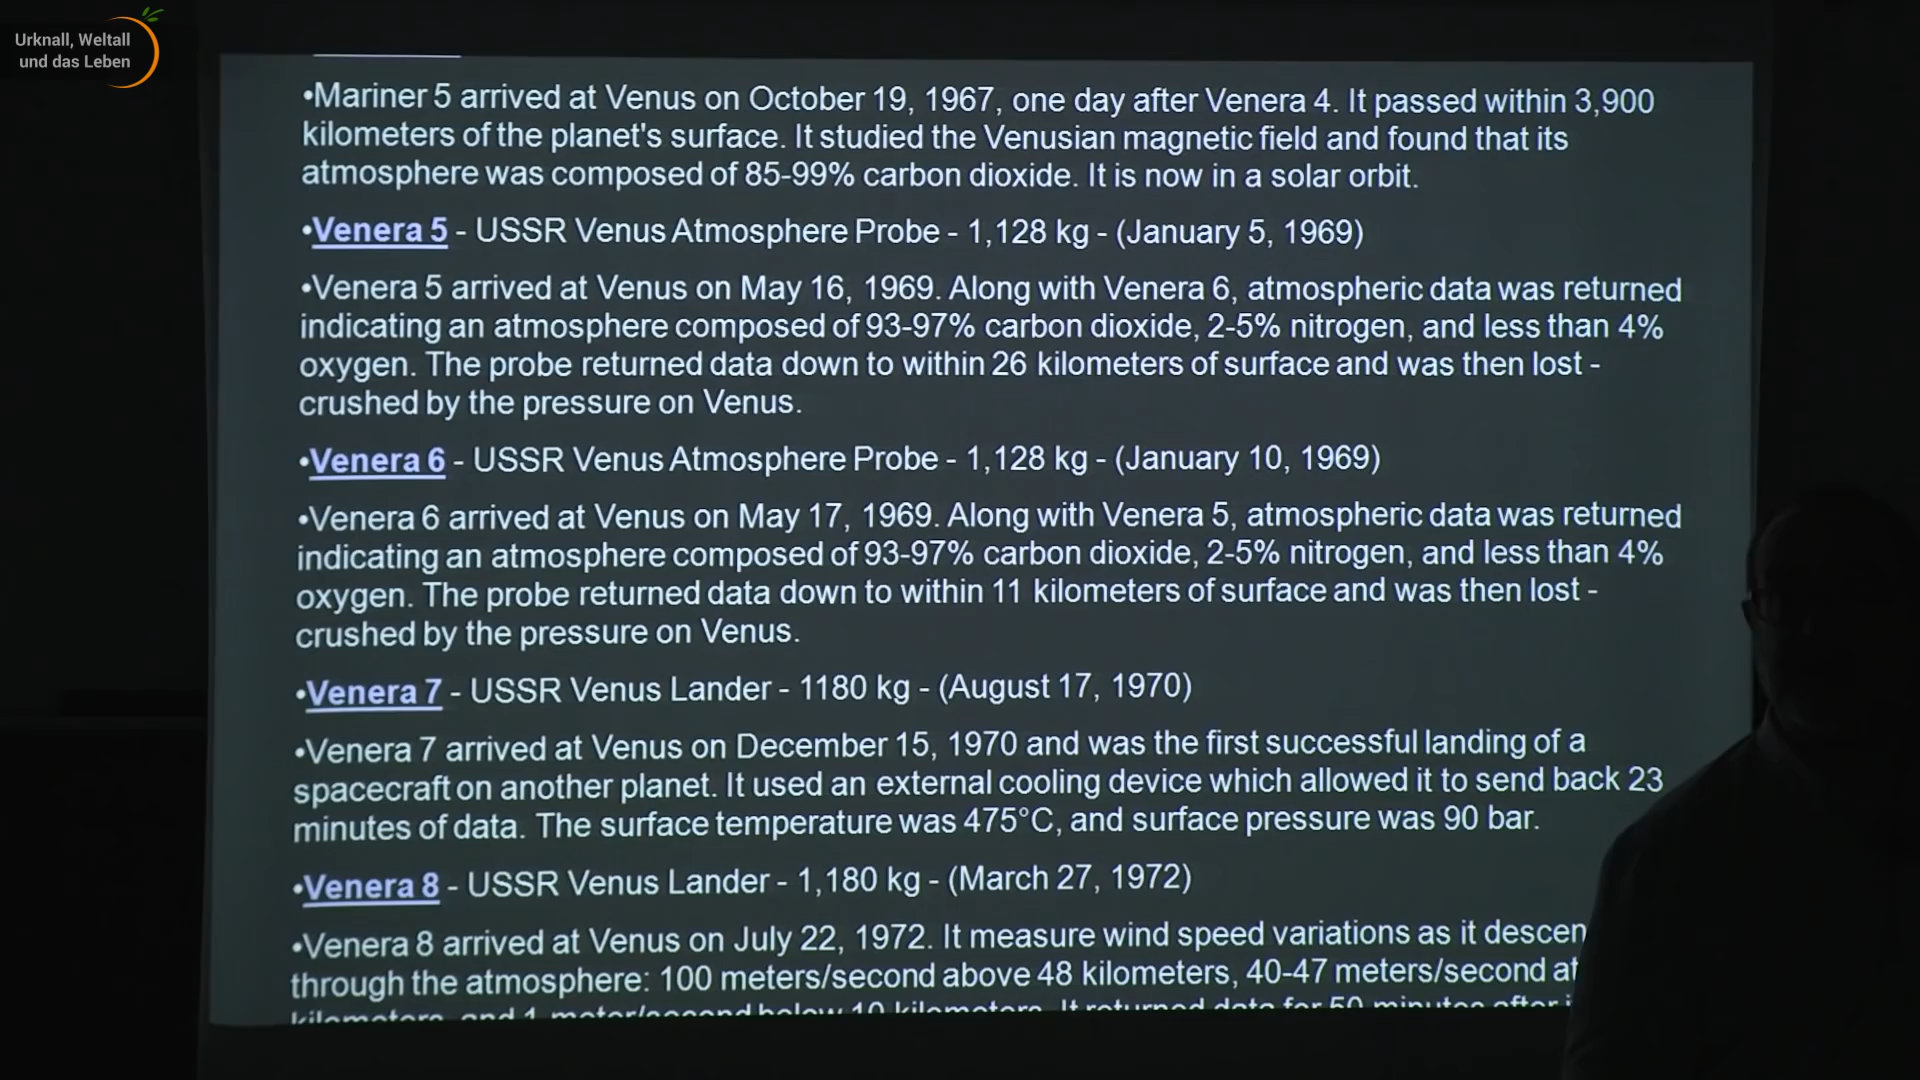 Urknall, Weltall
und das Leben
•Mariner 5 arrived at Venus on October 19, 1967, one day after Venera 4. It passed within 3,900
kilometers of the planet's surface. It studied the Venusian magnetic field and found that its
atmosphere was composed of 85-99% carbon dioxide. It is now in a solar orbit.
•Venera 5 - USSR Venus Atmosphere Probe - 1,128 kg - (January 5, 1969)
•Venera 5 arrived at Venus on May 16, 1969. Along with Venera 6, atmospheric data was returned
indicating an atmosphere composed of 93-97% carbon dioxide, 2-5% nitrogen, and less than 4%
oxygen. The probe returned data down to within 26 kilometers of surface and was then lost -
crushed by the pressure on Venus.
•Venera 6 - USSR Venus Atmosphere Probe - 1,128 kg - (January 10, 1969)
•Venera 6 arrived at Venus on May 17, 1969. Along with Venera 5, atmospheric data was returned
indicating an atmosphere composed of 93-97% carbon dioxide, 2-5% nitrogen, and less than 4%
oxygen. The probe returned data down to within 11 kilometers of surface and was then lost -
crushed by the pressure on Venus.
•Venera 7 - USSR Venus Lander - 1180 kg - (August 17, 1970)
•Venera 7 arrived at Venus on December 15, 1970 and was the first successful landing of a
spacecraft on another planet. It used an external cooling device which allowed it to send back 23
minutes of data. The surface temperature was 475°C, and surface pressure was 90 bar.
•Venera 8 - USSR Venus Lander - 1,180 kg - (March 27, 1972)
•Venera 8 arrived at Venus on July 22, 1972. It measure wind speed variations as it descen
through the atmosphere: 100 meters/second above 48 kilometers, 40-47 meters/second at
kilometers, and 1 meter/second below 10 kilometers. It returned data for 50 minutes after